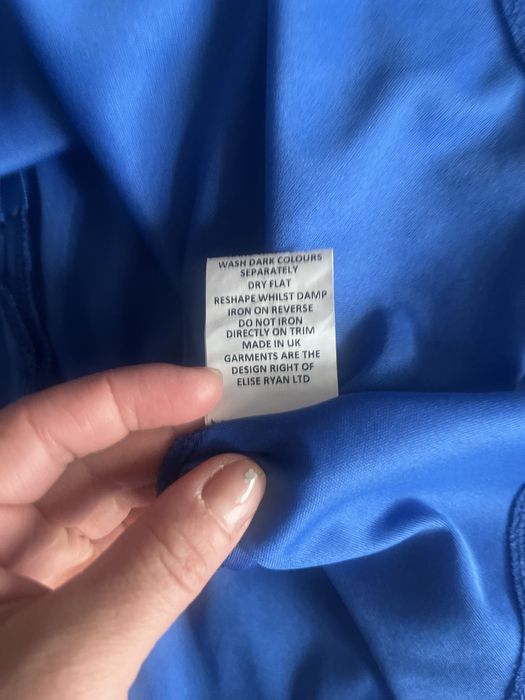 WASH DARK COLOURS
SEPARATELY
DRY FLAT
RESHAPE WHILST DAMP
IRON ON REVERSE
DO NOT IRON
DIRECTLY ON TRIM
MADE IN UK
GARMENTS ARE THE
DESIGN RIGHT OF
ELISE RYAN LTD